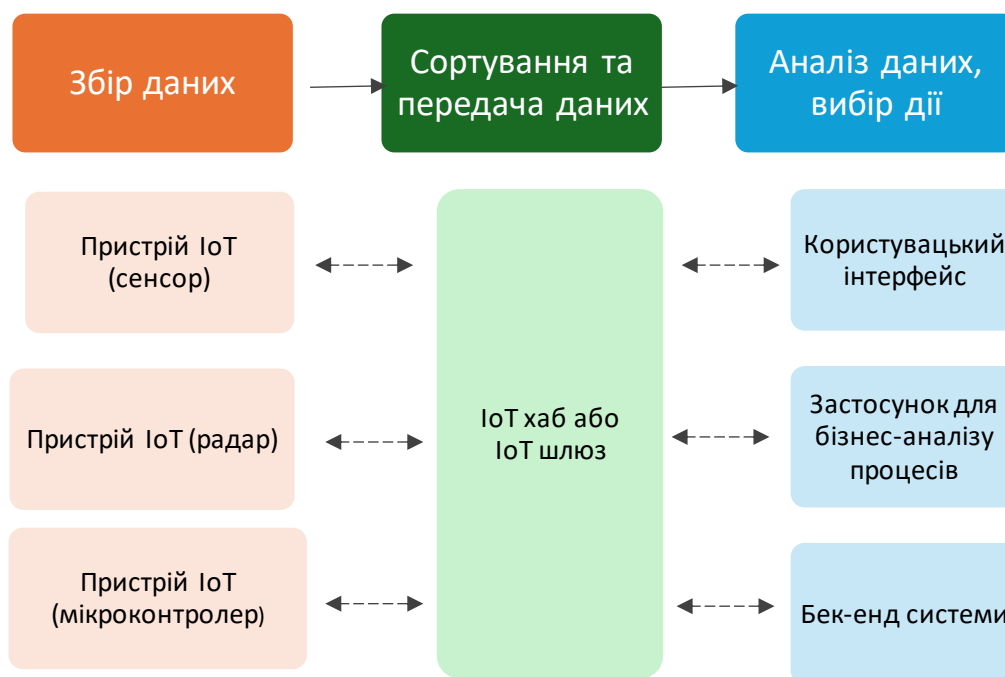 Збір даних
Сортування та
передача даних
Аналіз даних,
вибір дії
Пристрій IoT
(сенсор)
IoT хаб або
IoT шлюз
Користувацький
інтерфейс
Пристрій IoT (радар)
Застосунок для
бізнес-аналізу
процесів
Пристрій IoT
(мікроконтролер)
Бек-енд системи